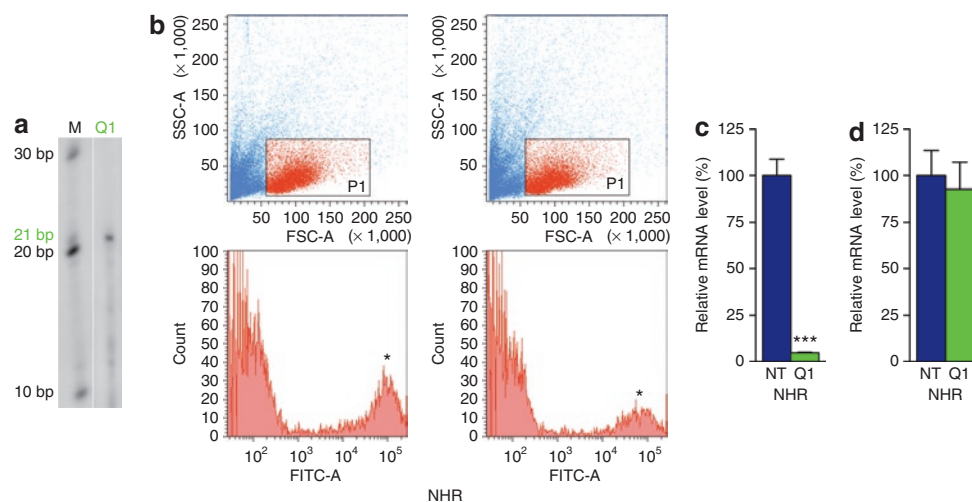 a
M Q1
30 bp
21 bp
20 bp
10 bp
b
SSC-A (× 1,000)
250
200
150
100
50
P1
50 100 150 200 250
FSC-A (× 1,000)
SSC-A (× 1,000)
250
200
150
100
50
P1
50 100 150 200 250
FSC-A (× 1,000)
Count
100
90
80
70
60
50
40
30
20
10
0
*
10² 10³ 10⁴ 10⁵
FITC-A
Count
100
90
80
70
60
50
40
30
20
10
0
*
10² 10³ 10⁴ 10⁵
FITC-A
NHR
c
Relative mRNA level (%)
125
100
75
50
25
0
***
NT Q1
NHR
d
Relative mRNA level (%)
125
100
75
50
25
0
NT Q1
NHR